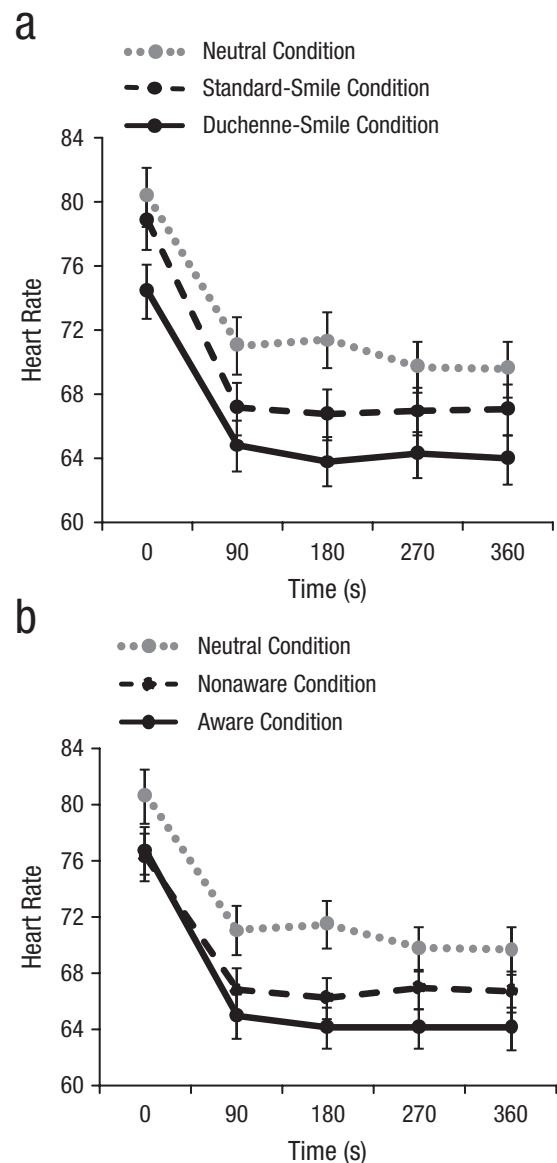 a
Neutral Condition
Standard-Smile Condition
Duchenne-Smile Condition
84
80
76
72
68
64
60
Heart Rate
0 90 180 270 360
Time (s)
b
Neutral Condition
Nonaware Condition
Aware Condition
84
80
76
72
68
64
60
Heart Rate
0 90 180 270 360
Time (s)